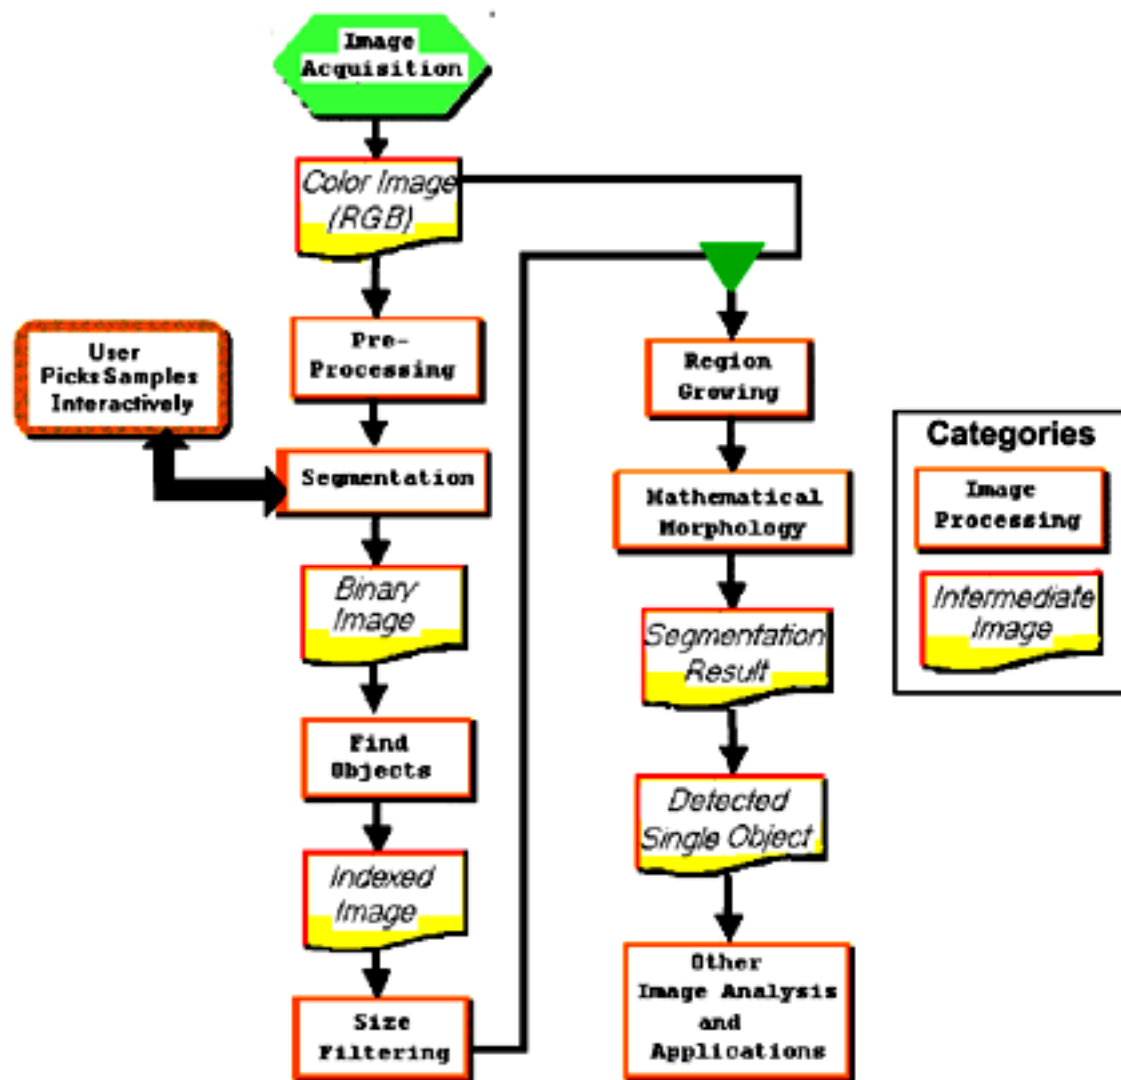 Image
Acquisition
Color Image
(RGB)
Pre-
Processing
User
Picks Samples
Interactively
Segmentation
Binary
Image
Find
Objects
Indexed
Image
Size
Filtering
Region
Growing
Mathematical
Morphology
Segmentation
Result
Detected
Single Object
Other
Image Analysis
and
Applications
Categories
Image
Processing
Intermediate
Image